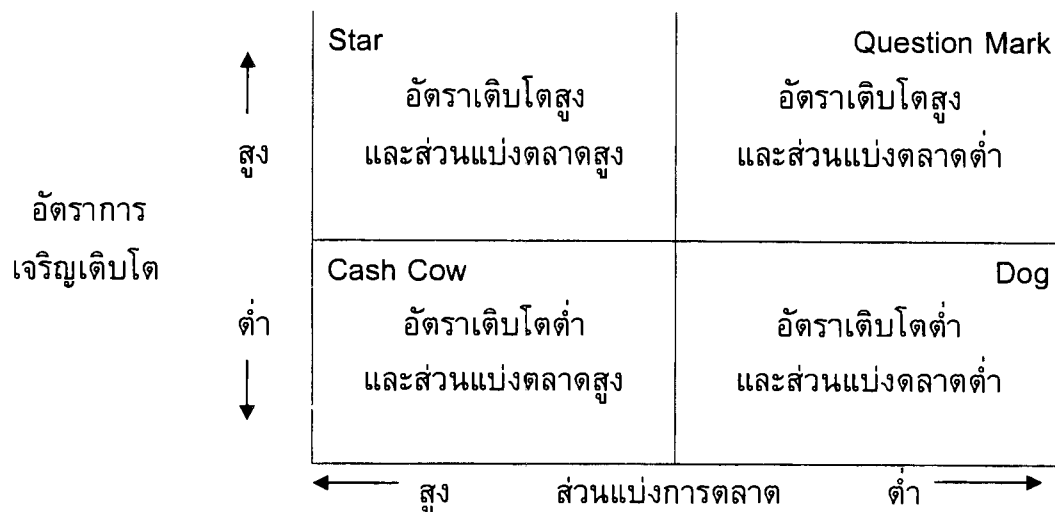 Star
Question Mark
อัตราเติบโตสูง
และส่วนแบ่งตลาดสูง
อัตราเติบโตสูง
และส่วนแบ่งตลาดต่ำ
สูง
อัตราการ
เจริญเติบโต
ต่ำ
Cash Cow
Dog
อัตราเติบโตต่ำ
และส่วนแบ่งตลาดสูง
อัตราเติบโตต่ำ
และส่วนแบ่งตลาดต่ำ
สูง ส่วนแบ่งการตลาด ต่ำ